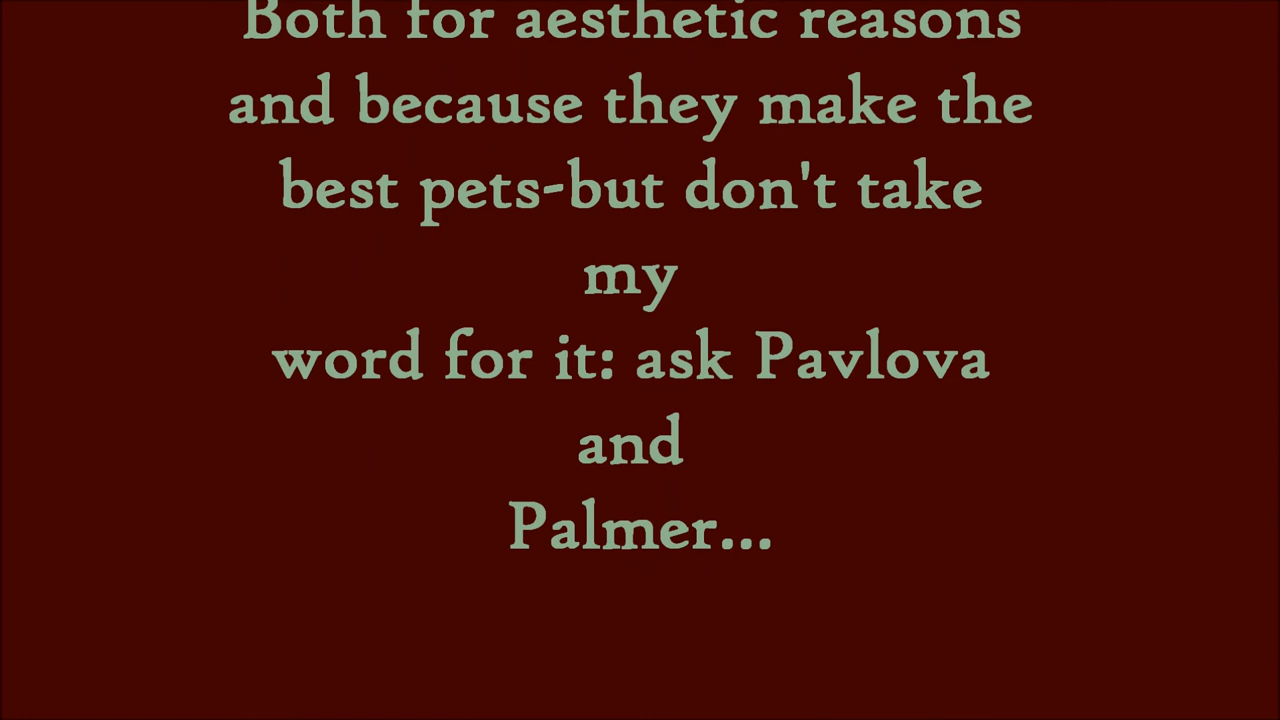 Both for aesthetic reasons
and because they make the
best pets-but don't take
my
word for it: ask Pavlova
and
Palmer...